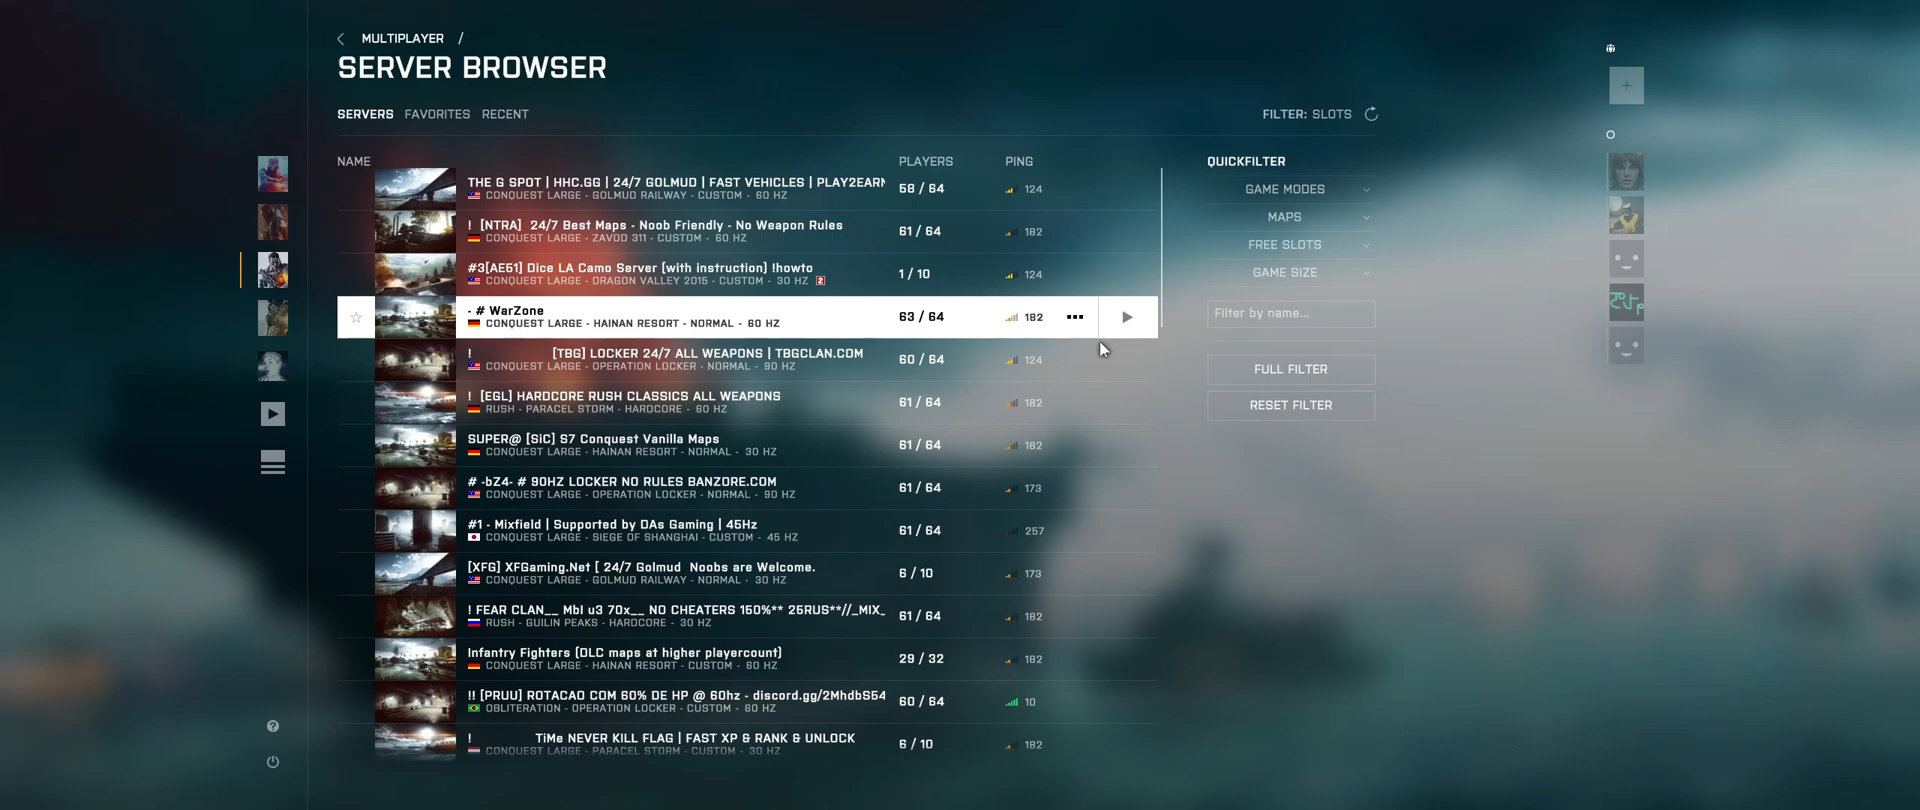 MULTIPLAYER /
SERVER BROWSER
SERVERS FAVORITES RECENT
FILTER: SLOTS
NAME PLAYERS PING
THE G SPOT | HHC.GG | 24/7 GOLMUD | FAST VEHICLES | PLAY2EARN
CONQUEST LARGE - GOLMUD RAILWAY - CUSTOM - 60 HZ
58 / 64 124
! [NTRA] 24/7 Best Maps - Noob Friendly - No Weapon Rules
CONQUEST LARGE - ZAVOD 311 - CUSTOM - 60 HZ
61 / 64 182
#3[AE51] Dice LA Camo Server [with instruction] !howto
CONQUEST LARGE - DRAGON VALLEY 2015 - CUSTOM - 30 HZ 2
1 / 10 124
- # WarZone
CONQUEST LARGE - HAINAN RESORT - NORMAL - 60 HZ
63 / 64 182
! [TBG] LOCKER 24/7 ALL WEAPONS | TBGCLAN.COM
CONQUEST LARGE - OPERATION LOCKER - NORMAL - 90 HZ
60 / 64 124
! [EGL] HARDCORE RUSH CLASSICS ALL WEAPONS
RUSH - PARACEL STORM - HARDCORE - 60 HZ
61 / 64 182
SUPER@ [SiC] S7 Conquest Vanilla Maps
CONQUEST LARGE - HAINAN RESORT - NORMAL - 30 HZ
61 / 64 182
# -bZ4- # 90HZ LOCKER NO RULES BANZORE.COM
CONQUEST LARGE - OPERATION LOCKER - NORMAL - 90 HZ
61 / 64 173
#1 - Mixfield | Supported by DAs Gaming | 45Hz
CONQUEST LARGE - SIEGE OF SHANGHAI - CUSTOM - 45 HZ
61 / 64 257
[XFG] XFGaming.Net [ 24/7 Golmud Noobs are Welcome.
CONQUEST LARGE - GOLMUD RAILWAY - NORMAL - 30 HZ
6 / 10 173
! FEAR CLAN__ Mbl u3 70x__ NO CHEATERS 150%** 25RUS**//_MIX_
RUSH - GUILIN PEAKS - HARDCORE - 30 HZ
61 / 64 182
Infantry Fighters [DLC maps at higher playercount]
CONQUEST LARGE - HAINAN RESORT - CUSTOM - 60 HZ
29 / 32 182
!! [PRUU] ROTACAO COM 60% DE HP @ 60hz - discord.gg/2MhdbS54
OBLITERATION - OPERATION LOCKER - CUSTOM - 60 HZ
60 / 64 10
! TiMe NEVER KILL FLAG | FAST XP & RANK & UNLOCK
CONQUEST LARGE - PARACEL STORM - CUSTOM - 30 HZ
6 / 10 182
QUICKFILTER
GAME MODES
MAPS
FREE SLOTS
GAME SIZE
Filter by name...
FULL FILTER
RESET FILTER